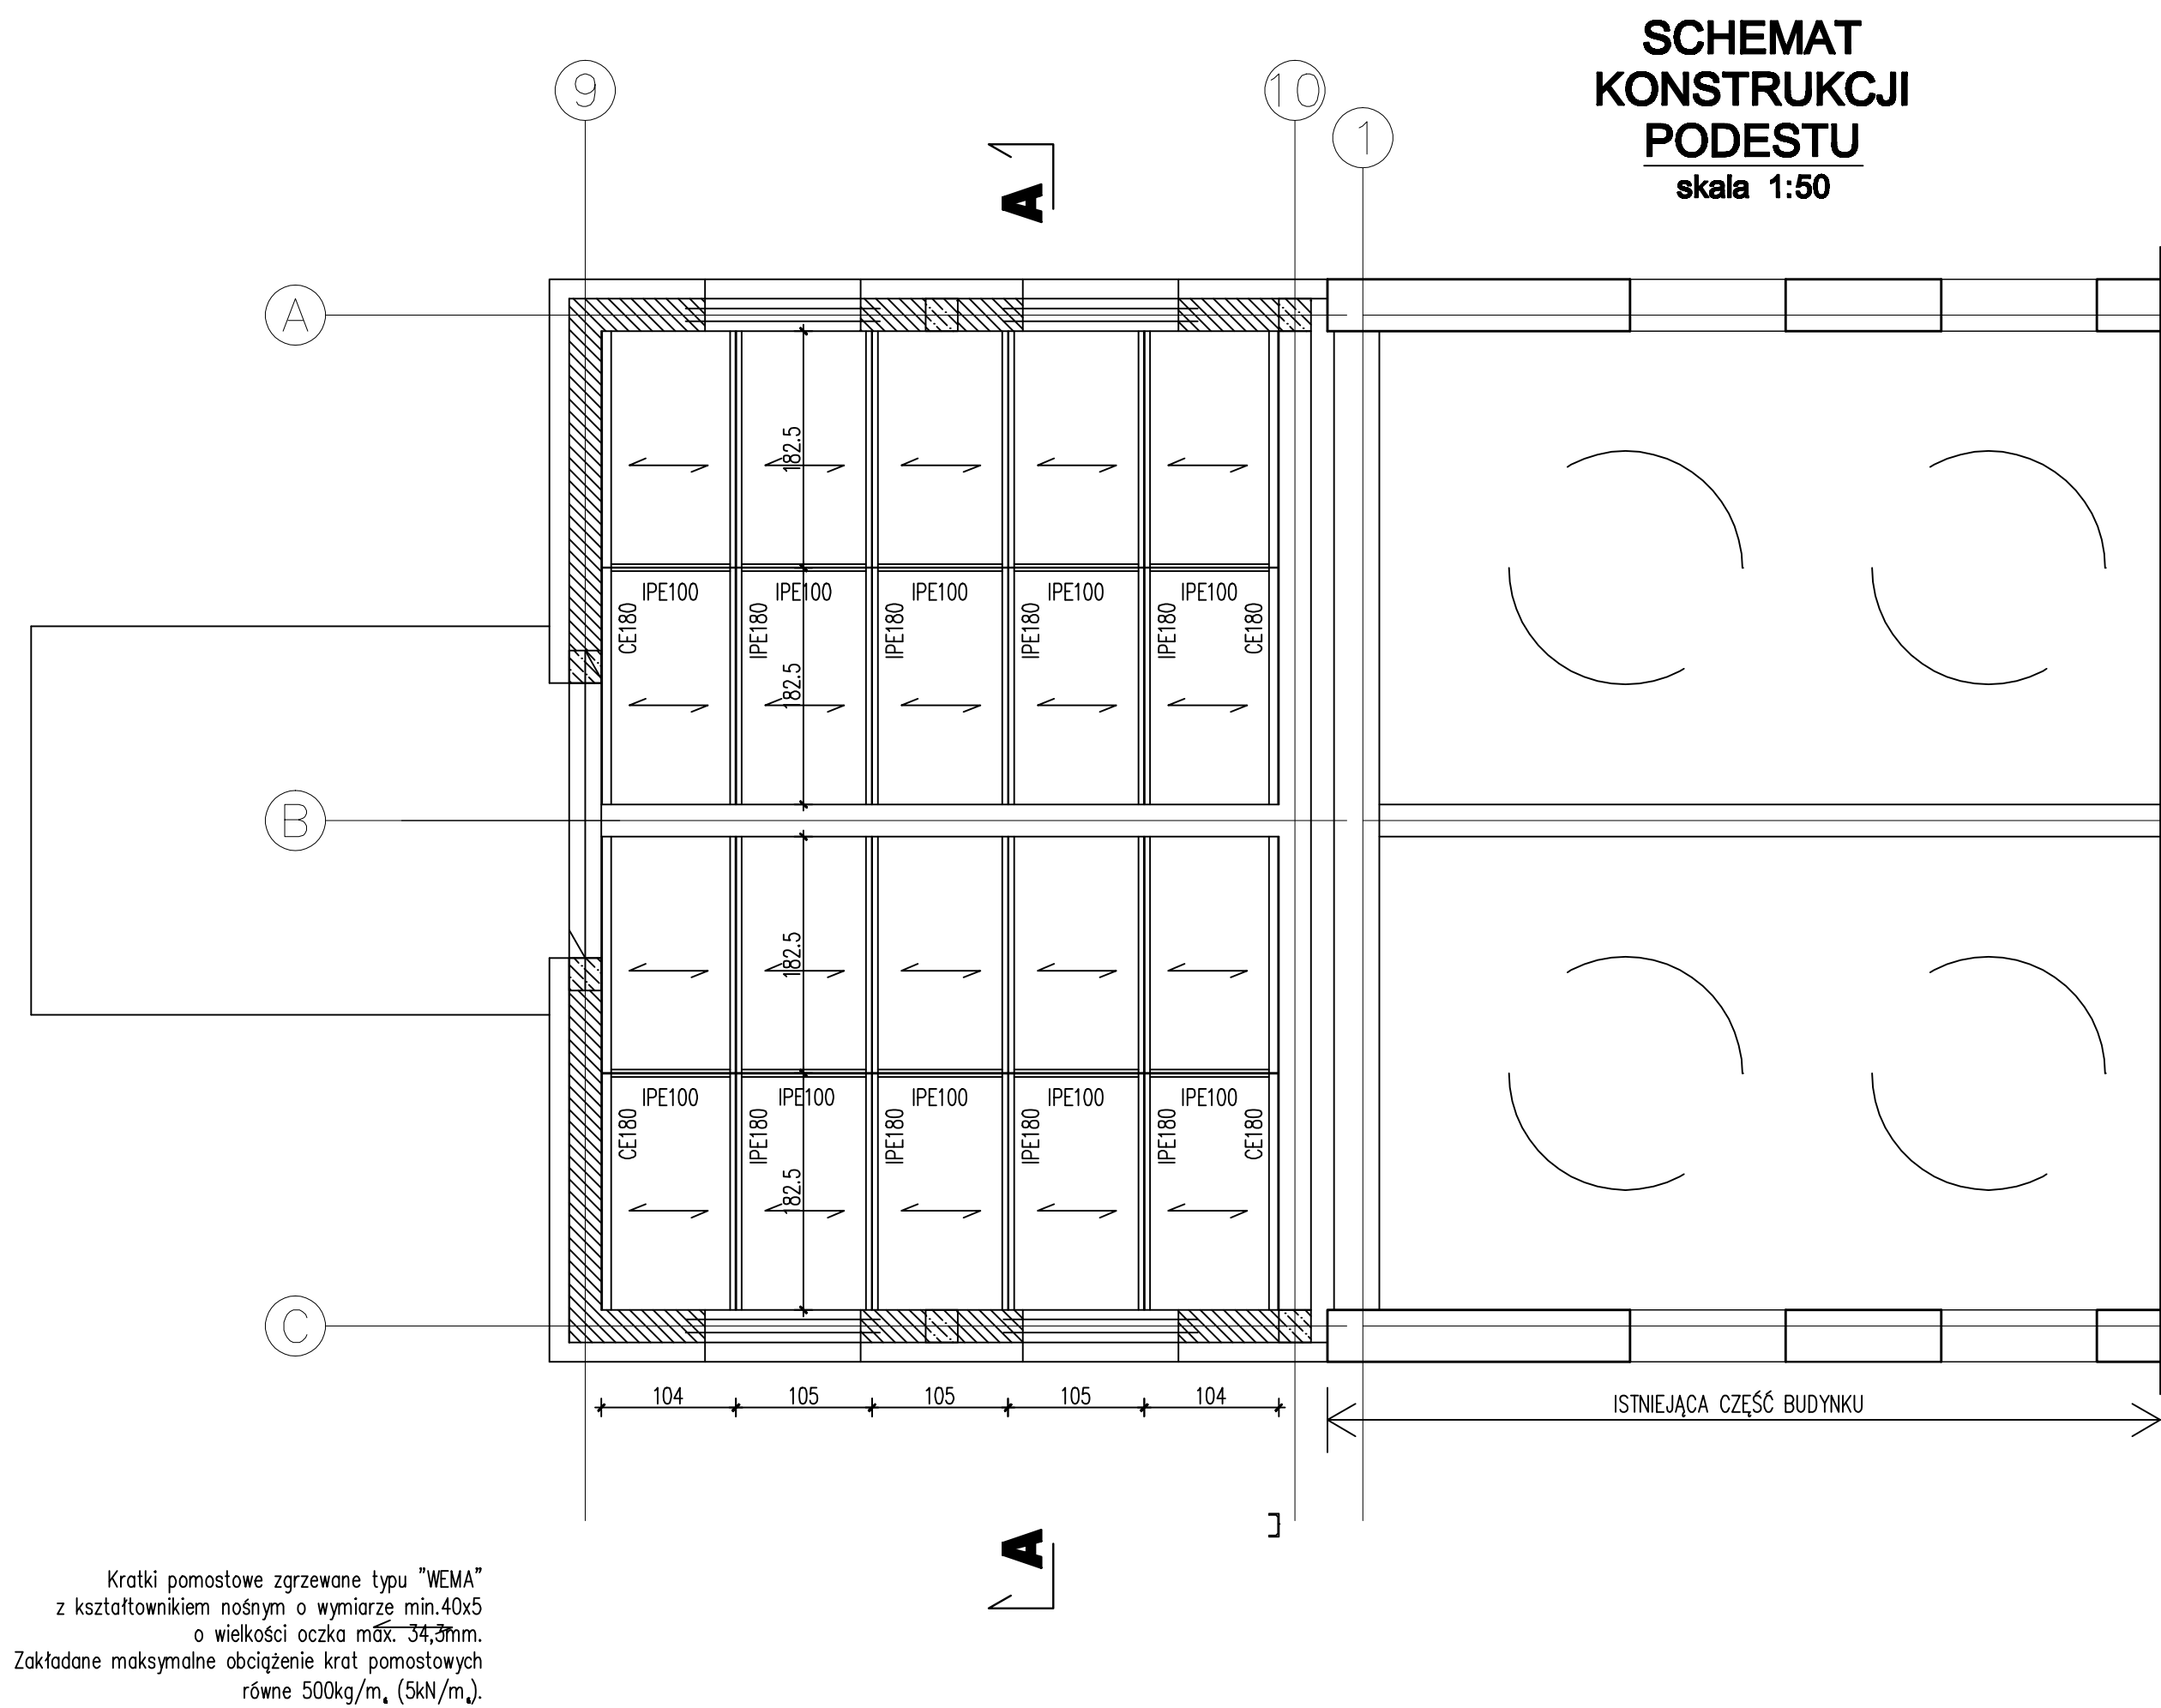 SCHEMAT
KONSTRUKCJI
PODESTU
skala 1:50
9
10
1
A
A
182.5
IPE100 IPE100 IPE100 IPE100 IPE100
CE180 IPE180 IPE180 IPE180 IPE180 CE180
182.5
B
182.5
IPE100 IPE100 IPE100 IPE100 IPE100
CE180 IPE180 IPE180 IPE180 IPE180 CE180
182.5
C
104 105 105 105 104
ISTNIEJĄCA CZĘŚĆ BUDYNKU
A
Kratki pomostowe zgrzewane typu "WEMA"
z kształtownikiem nośnym o wymiarze min.40x5
o wielkości oczka max. 34,3mm.
Zakładane maksymalne obciążenie krat pomostowych
równe 500kg/m (5kN/m).